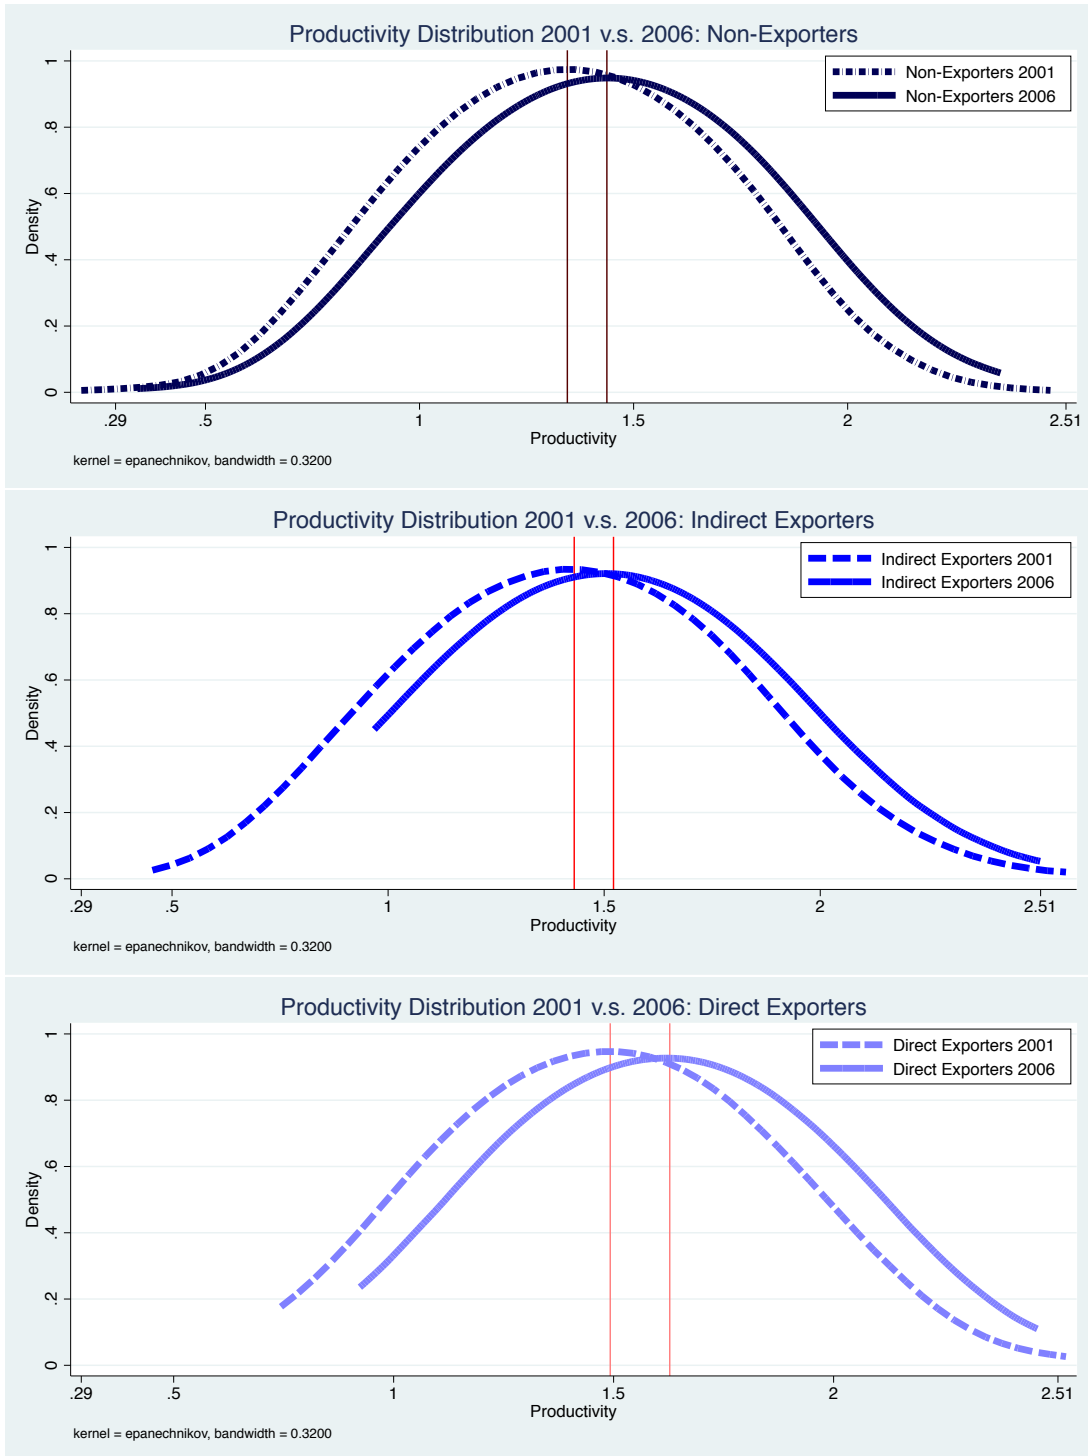 Productivity Distribution 2001 v.s. 2006: Non-Exporters
Non-Exporters 2001
Non-Exporters 2006
Density
1
.8
.6
.4
.2
0
.29 .5 1 1.5 2 2.51
Productivity
kernel = epanechnikov, bandwidth = 0.3200
Productivity Distribution 2001 v.s. 2006: Indirect Exporters
Indirect Exporters 2001
Indirect Exporters 2006
Density
1
.8
.6
.4
.2
0
.29 .5 1 1.5 2 2.51
Productivity
kernel = epanechnikov, bandwidth = 0.3200
Productivity Distribution 2001 v.s. 2006: Direct Exporters
Direct Exporters 2001
Direct Exporters 2006
Density
1
.8
.6
.4
.2
0
.29 .5 1 1.5 2 2.51
Productivity
kernel = epanechnikov, bandwidth = 0.3200